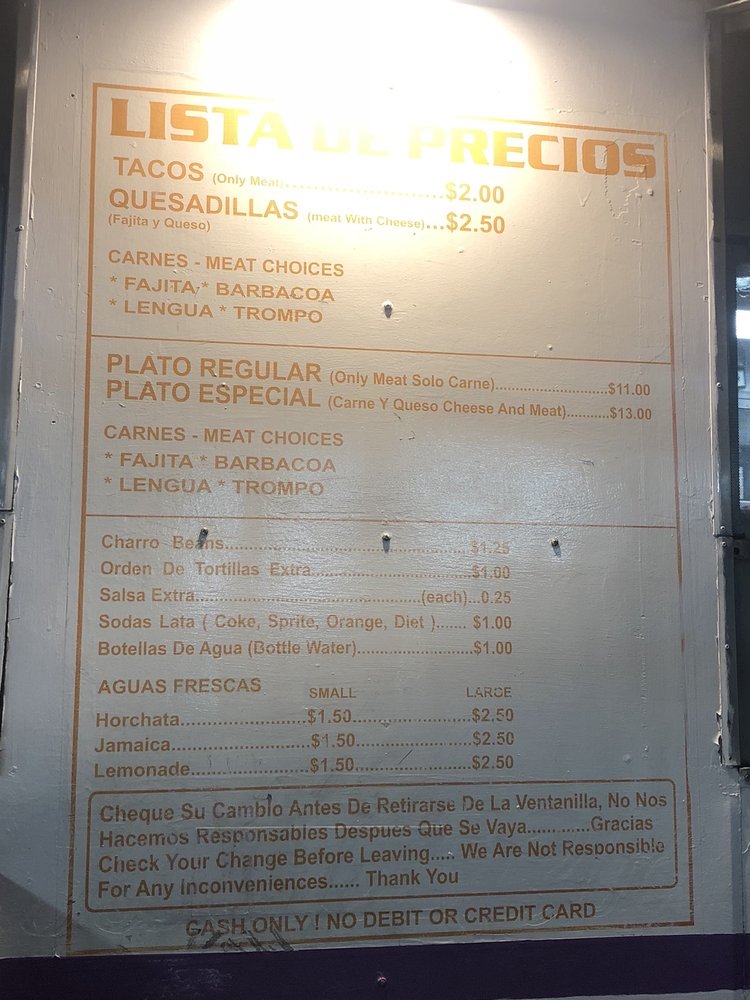 LISTA DE PRECIOS
TACOS (Only Meat)..........................$2.00
QUESADILLAS (meat With Cheese)...$2.50
(Fajita y Queso)
CARNES - MEAT CHOICES
* FAJITA * BARBACOA
* LENGUA * TROMPO
PLATO REGULAR (Only Meat Solo Carne)............................$11.00
PLATO ESPECIAL (Carne Y Queso Cheese And Meat)...........$13.00
CARNES - MEAT CHOICES
* FAJITA * BARBACOA
* LENGUA * TROMPO
Charro Beans............................................$1.25
Orden De Tortillas Extra............................$1.00
Salsa Extra........................................(each)...0.25
Sodas Lata ( Coke, Sprite, Orange, Diet )....... $1.00
Botellas De Agua (Bottle Water)......................$1.00
AGUAS FRESCAS SMALL LARGE
Horchata......................$1.50.....................$2.50
Jamaica.......................$1.50.....................$2.50
Lemonade....................$1.50.....................$2.50
Cheque Su Cambio Antes De Retirarse De La Ventanilla, No Nos
Hacemos Responsables Despues Que Se Vaya............Gracias
Check Your Change Before Leaving..... We Are Not Responsible
For Any Inconveniences...... Thank You
CASH ONLY ! NO DEBIT OR CREDIT CARD